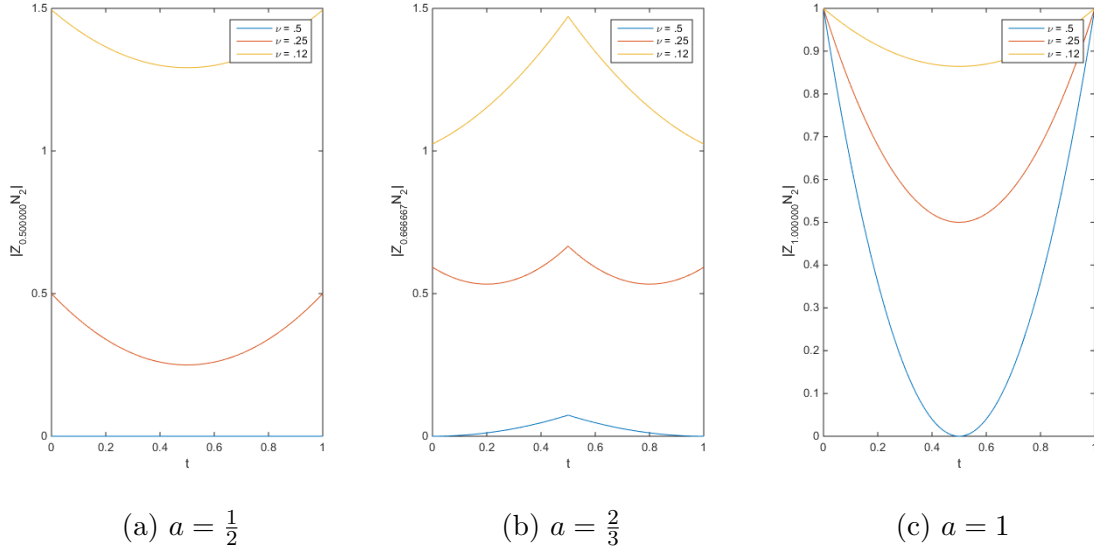 1.5
1
0.5
0
0 0.2 0.4 0.6 0.8 1
t
|Z0.500000N2|
ν = .5
ν = .25
ν = .12
(a) a = 1/2
1.5
1
0.5
0
0 0.2 0.4 0.6 0.8 1
t
|Z0.666667N2|
ν = .5
ν = .25
ν = .12
(b) a = 2/3
1
0.9
0.8
0.7
0.6
0.5
0.4
0.3
0.2
0.1
0
0 0.2 0.4 0.6 0.8 1
t
|Z1.000000N2|
ν = .5
ν = .25
ν = .12
(c) a = 1